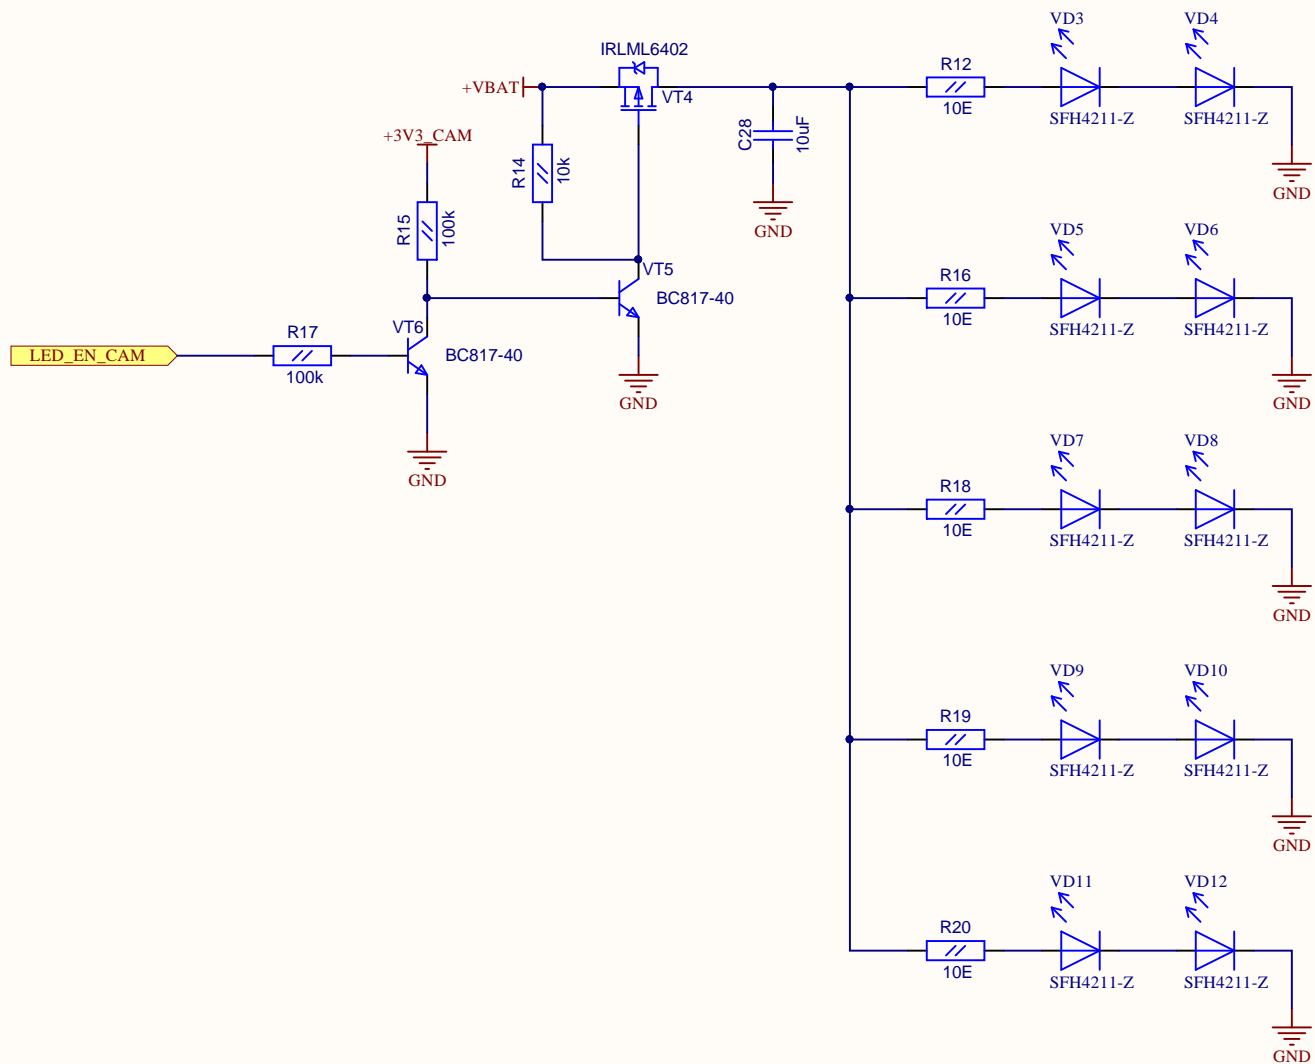 IRLML6402
+VBAT
VT4
+3V3_CAM
R14
10k
C28
10uF
GND
R15
100k
VT5
BC817-40
GND
LED_EN_CAM
R17
100k
VT6
BC817-40
GND
R12
10E
VD3
SFH4211-Z
VD4
SFH4211-Z
GND
R16
10E
VD5
SFH4211-Z
VD6
SFH4211-Z
GND
R18
10E
VD7
SFH4211-Z
VD8
SFH4211-Z
GND
R19
10E
VD9
SFH4211-Z
VD10
SFH4211-Z
GND
R20
10E
VD11
SFH4211-Z
VD12
SFH4211-Z
GND